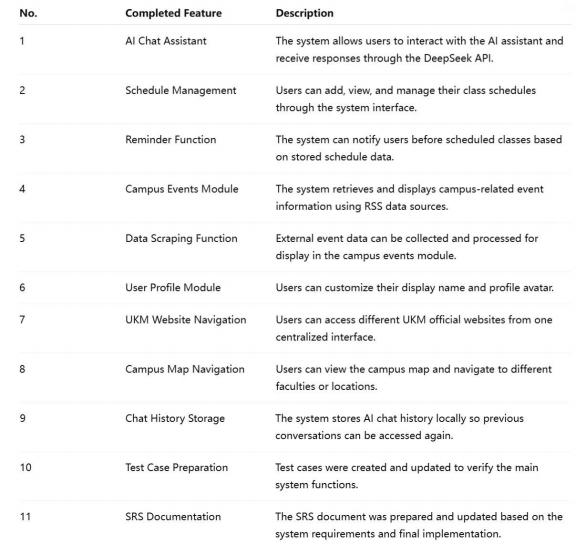 No. Completed Feature Description
1 AI Chat Assistant The system allows users to interact with the AI assistant and
receive responses through the DeepSeek API.
2 Schedule Management Users can add, view, and manage their class schedules
through the system interface.
3 Reminder Function The system can notify users before scheduled classes based
on stored schedule data.
4 Campus Events Module The system retrieves and displays campus-related event
information using RSS data sources.
5 Data Scraping Function External event data can be collected and processed for
display in the campus events module.
6 User Profile Module Users can customize their display name and profile avatar.
7 UKM Website Navigation Users can access different UKM official websites from one
centralized interface.
8 Campus Map Navigation Users can view the campus map and navigate to different
faculties or locations.
9 Chat History Storage The system stores AI chat history locally so previous
conversations can be accessed again.
10 Test Case Preparation Test cases were created and updated to verify the main
system functions.
11 SRS Documentation The SRS document was prepared and updated based on the
system requirements and final implementation.